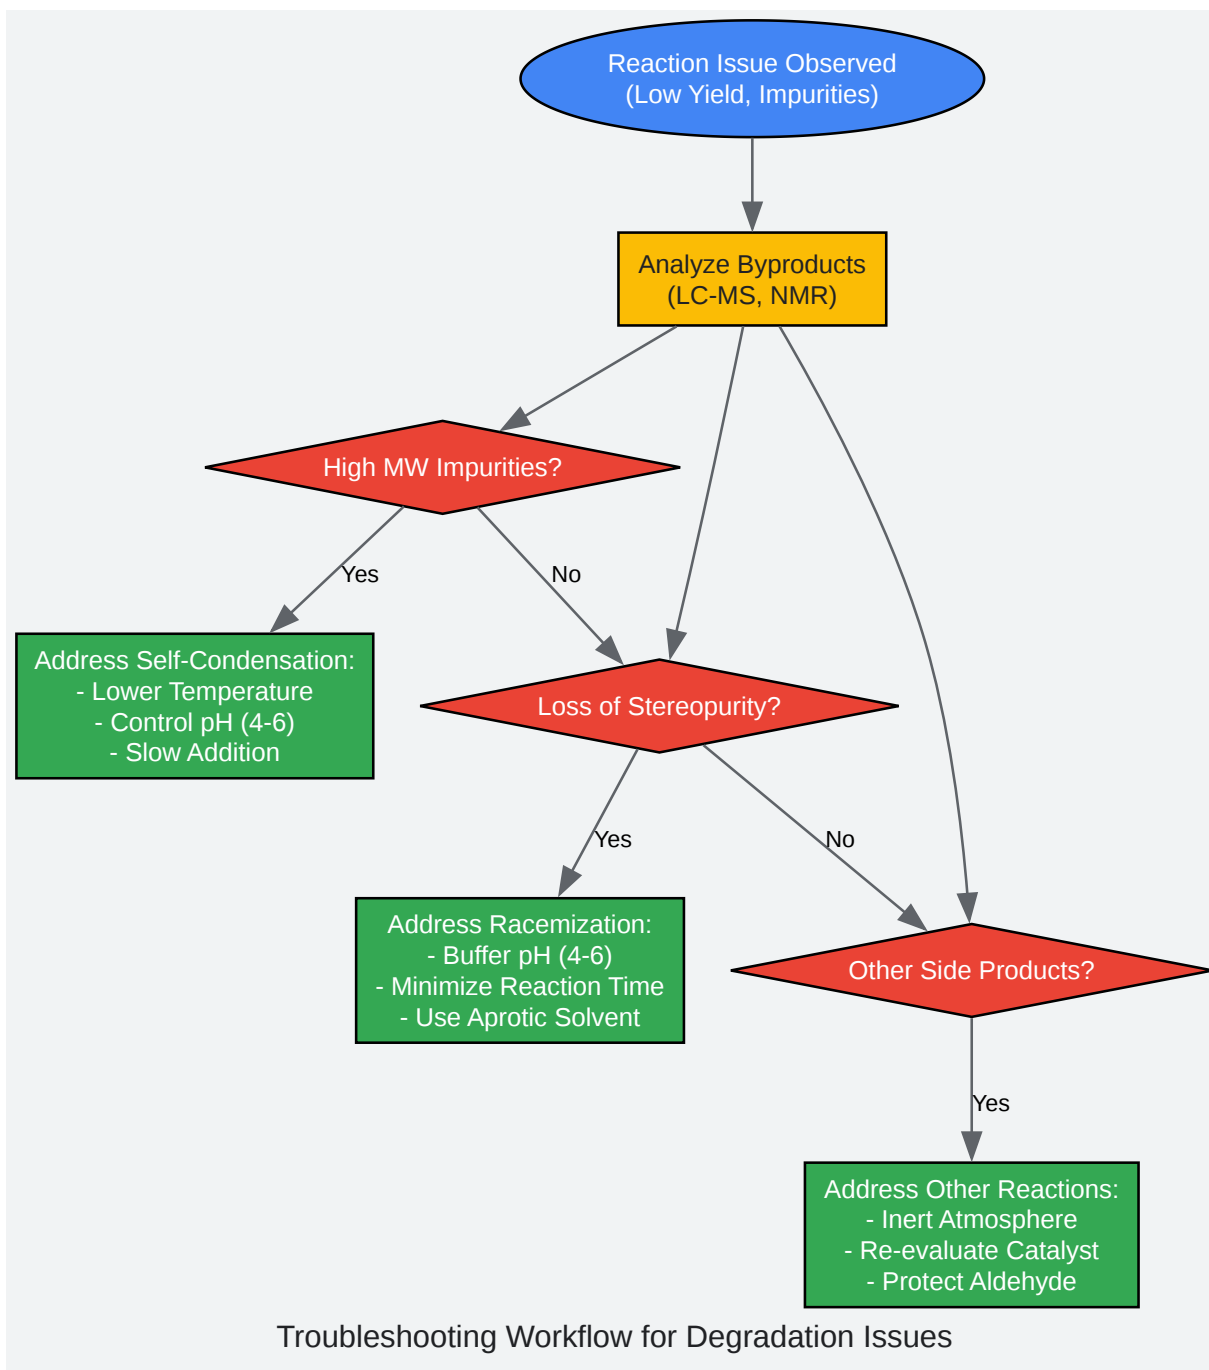 Reaction Issue Observed
(Low Yield, Impurities)
Analyze Byproducts
(LC-MS, NMR)
High MW Impurities?
Yes
No
Address Self-Condensation:
- Lower Temperature
- Control pH (4-6)
- Slow Addition
Loss of Stereopurity?
Yes
No
Address Racemization:
- Buffer pH (4-6)
- Minimize Reaction Time
- Use Aprotic Solvent
Other Side Products?
Yes
Address Other Reactions:
- Inert Atmosphere
- Re-evaluate Catalyst
- Protect Aldehyde
Troubleshooting Workflow for Degradation Issues